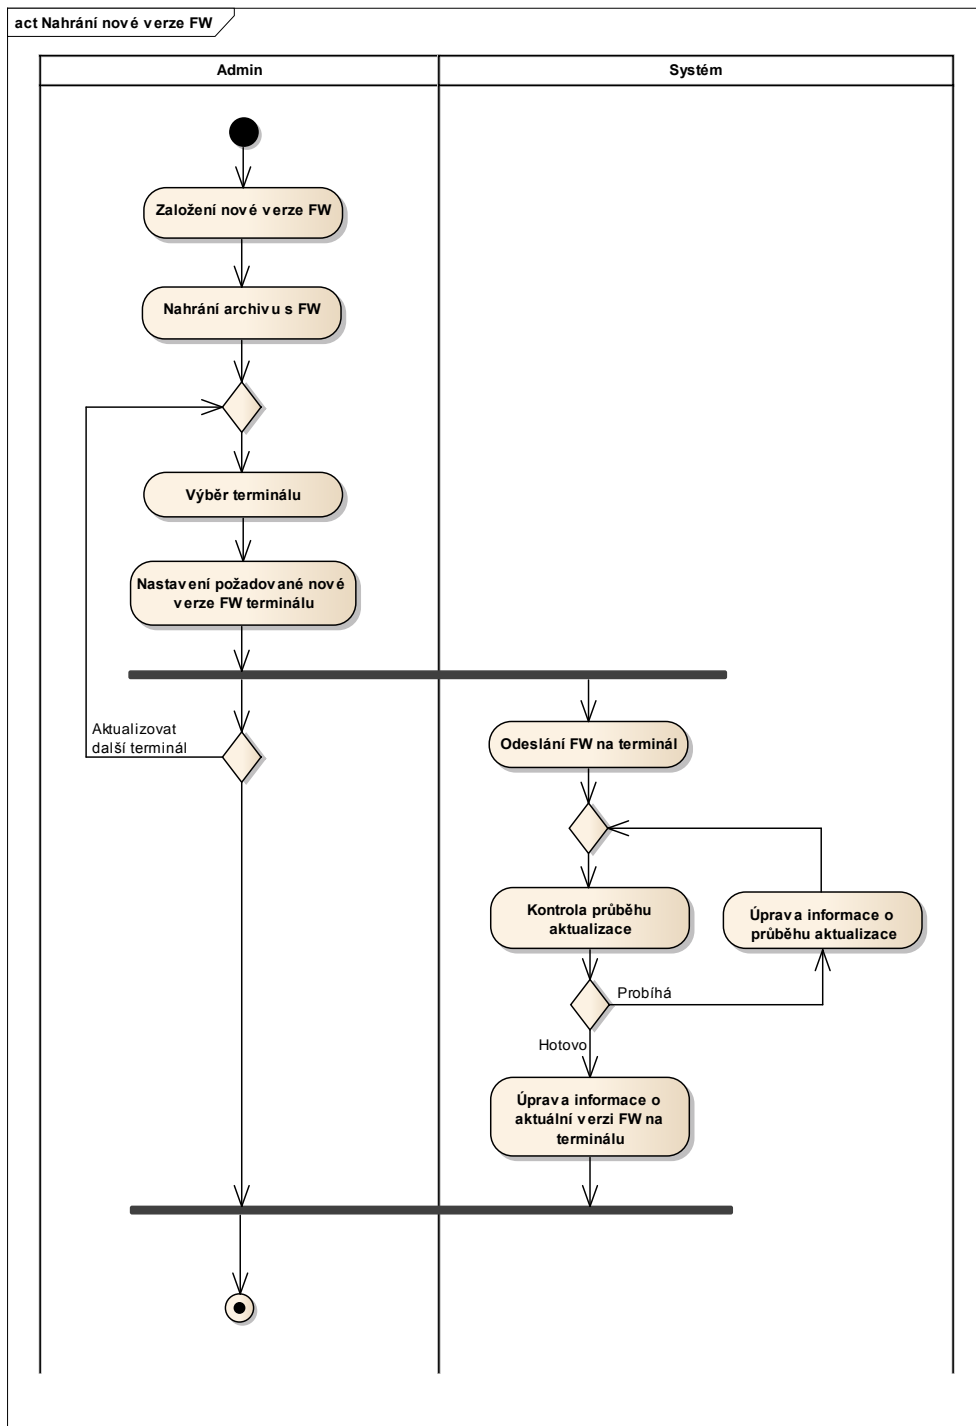 act Nahrání nové verze FW
Admin
Systém
Založení nové verze FW
Nahrání archivu s FW
Výběr terminálu
Nastavení požadované nové
verze FW terminálu
Aktualizovat
další terminál
Odeslání FW na terminál
Kontrola průběhu
aktualizace
Úprava informace o
průběhu aktualizace
Probíhá
Hotovo
Úprava informace o
aktuální verzi FW na
terminálu